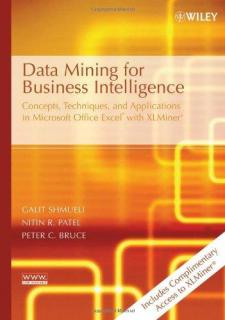 WILEY
Data Mining for
Business Intelligence
Concepts, Techniques, and Applications
in Microsoft Office Excel® with XLMiner®
GALIT SHMUELI
NITIN R. PATEL
PETER C. BRUCE
www.
Includes Complimentary
Access to XLMiner®